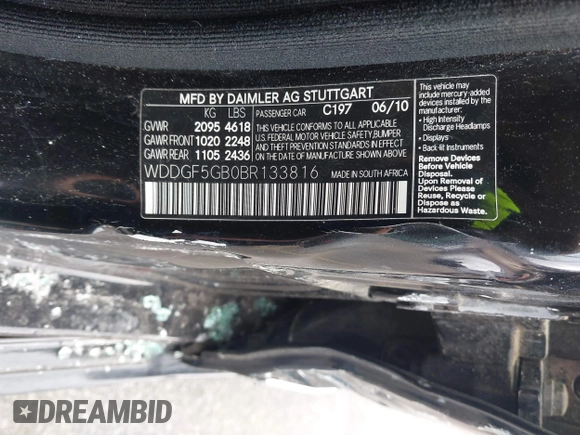 MFD BY DAIMLER AG STUTTGART
KG LBS PASSENGER CAR C197 06/10
GVWR 2095 4618
GAWR FRONT 1020 2248
GAWR REAR 1105 2436
THIS VEHICLE CONFORMS TO ALL APPLICABLE
U.S. FEDERAL MOTOR VEHICLE SAFETY, BUMPER
AND THEFT PREVENTION STANDARDS IN
EFFECT ON THE DATE OF MANUFACTURE SHOWN ABOVE.
WDDGF5GB0BR133816 MADE IN SOUTH AFRICA
This vehicle may include
mercury-added devices
installed by the
manufacturer:
• High Intensity
Discharge Headlamps
• Displays
• Back-lit Instruments
Remove Devices
Before Vehicle
Disposal
Upon Removal of
Devices Please
Reuse, Recycle or
Dispose as
Hazardous Waste.
DREAMBID